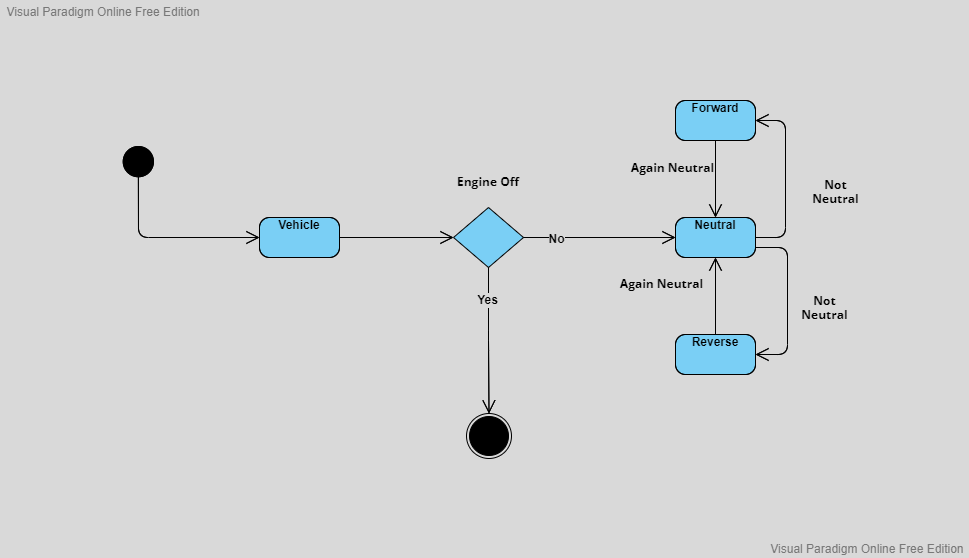 Visual Paradigm Online Free Edition
Forward
Again Neutral
Engine Off
Not
Neutral
Vehicle
Neutral
No
Again Neutral
Yes
Not
Neutral
Reverse
Visual Paradigm Online Free Edition